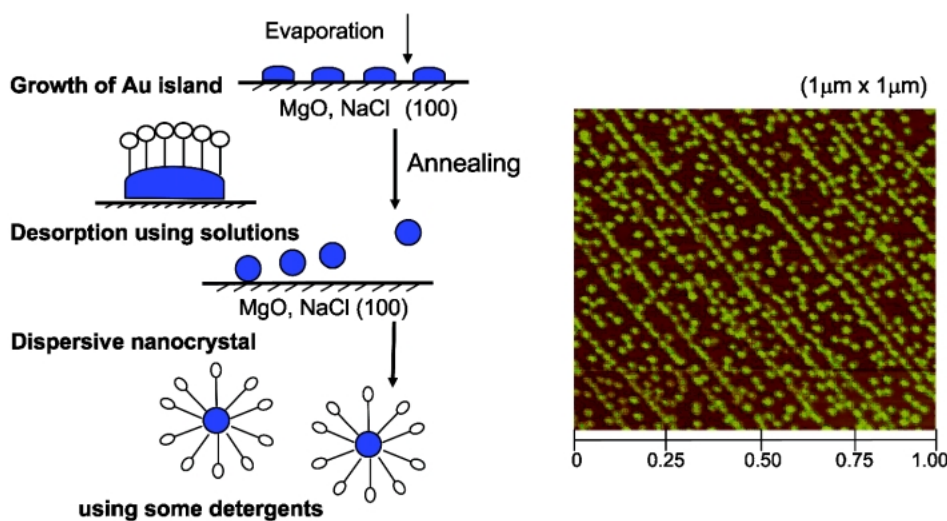 Evaporation
Growth of Au island
MgO, NaCl (100)
Annealing
Desorption using solutions
MgO, NaCl (100)
Dispersive nanocrystal
using some detergents
(1μm x 1μm)
0 0.25 0.50 0.75 1.00